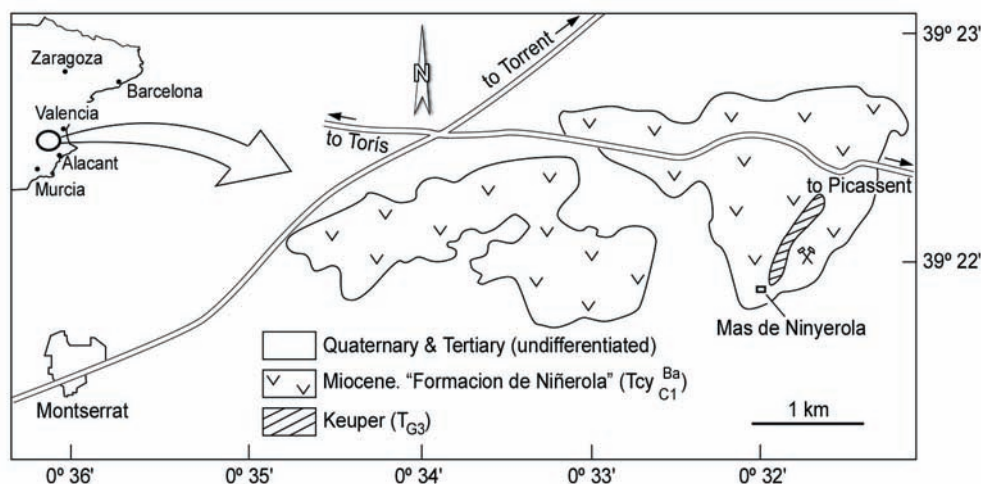 Zaragoza
Barcelona
Valencia
Alacant
Murcia
N
to Torrent
to Torís
to Picassent
39º 23'
39º 22'
Mas de Ninyerola
Montserrat
Quaternary & Tertiary (undifferentiated)
Miocene. “Formacion de Niñerola” (Tcy Ba C1)
Keuper (TG3)
1 km
0º 36'
0º 35'
0º 34'
0º 33'
0º 32'